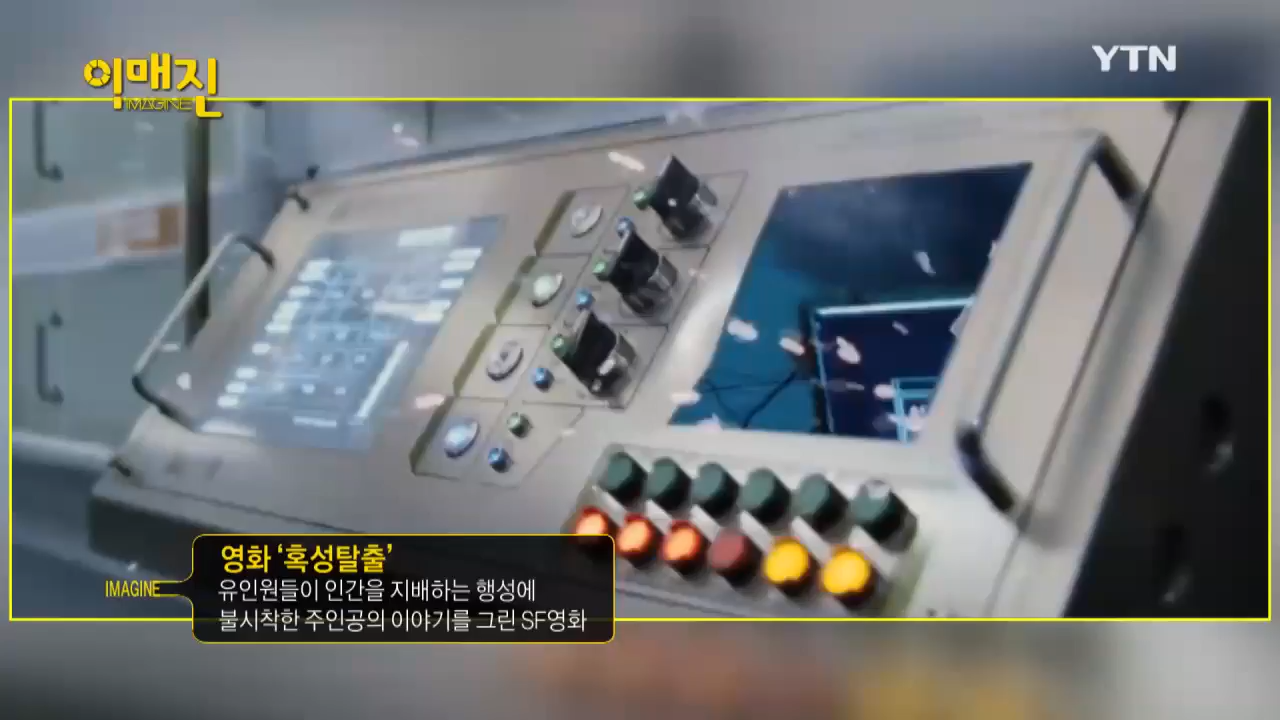 이매진
IMAGINE
YTN
영화 '혹성탈출'
IMAGINE
유인원들이 인간을 지배하는 행성에
불시착한 주인공의 이야기를 그린 SF영화